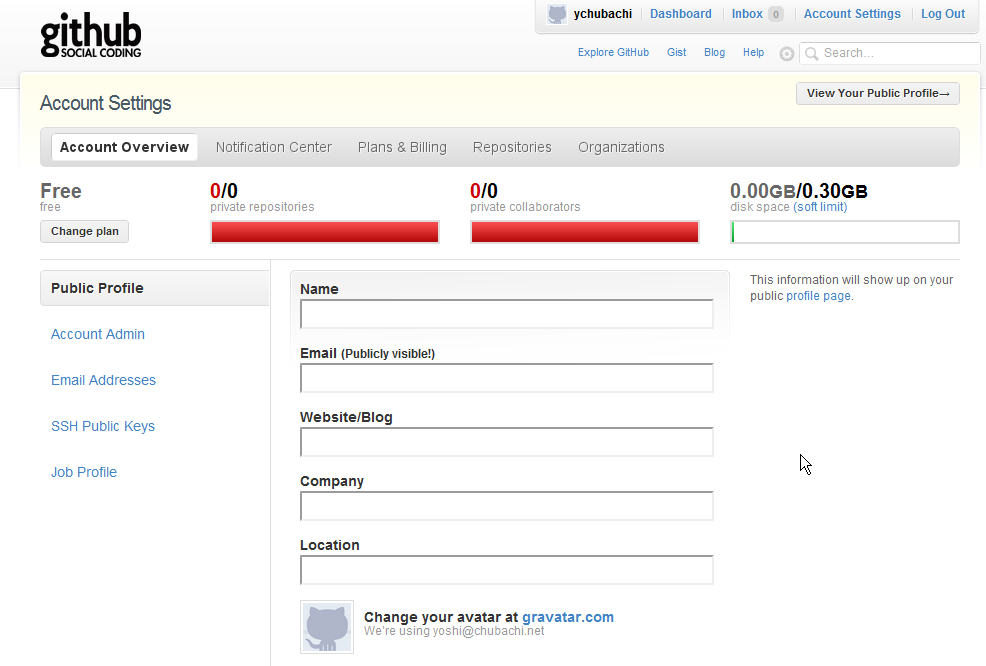 github
SOCIAL CODING
ychubachi Dashboard Inbox 0 Account Settings Log Out
Explore GitHub Gist Blog Help Search...
Account Settings
View Your Public Profile→
Account Overview Notification Center Plans & Billing Repositories Organizations
Free 0/0 0/0 0.00GB/0.30GB
free private repositories private collaborators disk space (soft limit)
Change plan
Public Profile
Account Admin
Email Addresses
SSH Public Keys
Job Profile
Name
Email (Publicly visible!)
Website/Blog
Company
Location
Change your avatar at gravatar.com
We're using yoshi@chubachi.net
This information will show up on your
public profile page.